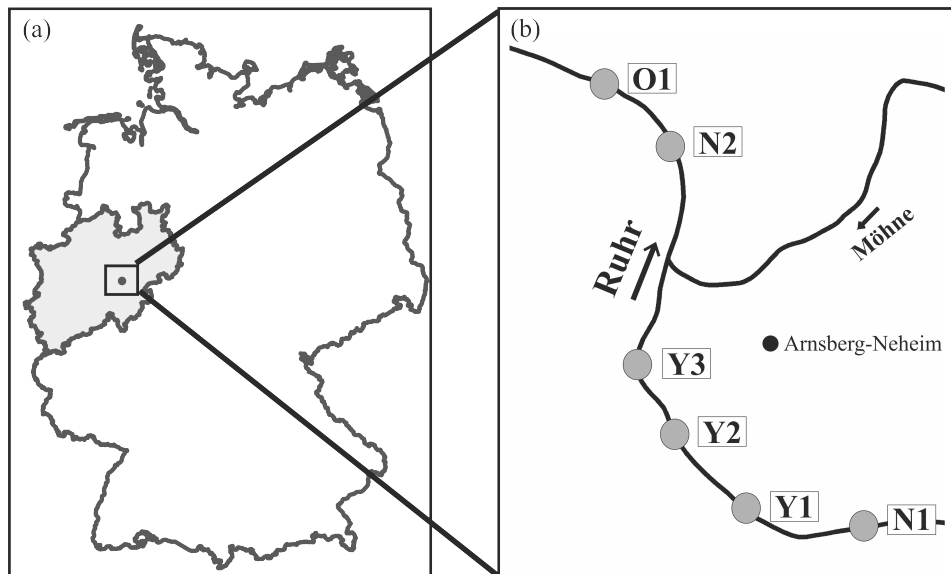 (a)
(b)
O1
N2
Möhne
Ruhr
Arnsberg-Neheim
Y3
Y2
Y1
N1